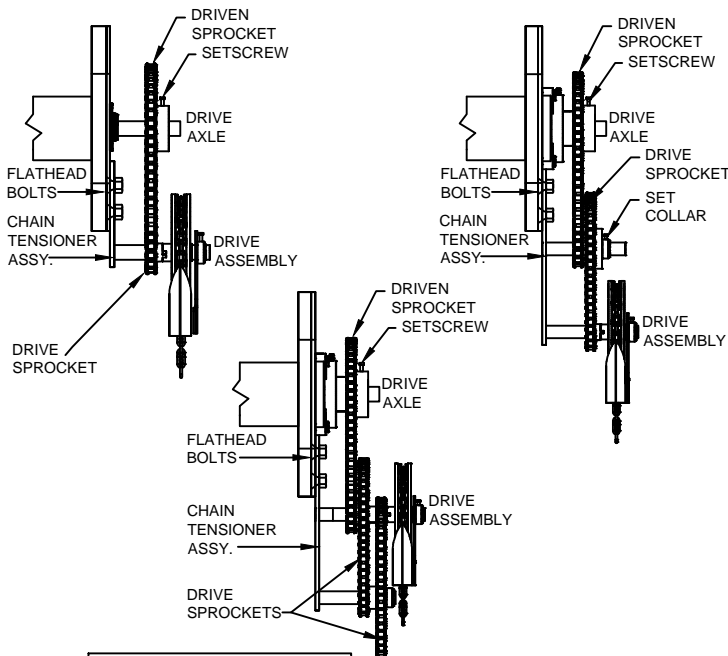 DRIVEN
SPROCKET
SETSCREW
DRIVE
AXLE
FLATHEAD
BOLTS
CHAIN
TENSIONER
ASSY.
DRIVE
ASSEMBLY
DRIVE
SPROCKET
DRIVEN
SPROCKET
SETSCREW
DRIVE
AXLE
FLATHEAD
BOLTS
DRIVE
SPROCKET
SET
COLLAR
CHAIN
TENSIONER
ASSY.
DRIVE
ASSEMBLY
DRIVEN
SPROCKET
SETSCREW
DRIVE
AXLE
FLATHEAD
BOLTS
CHAIN
TENSIONER
ASSY.
DRIVE
ASSEMBLY
DRIVE
SPROCKETS